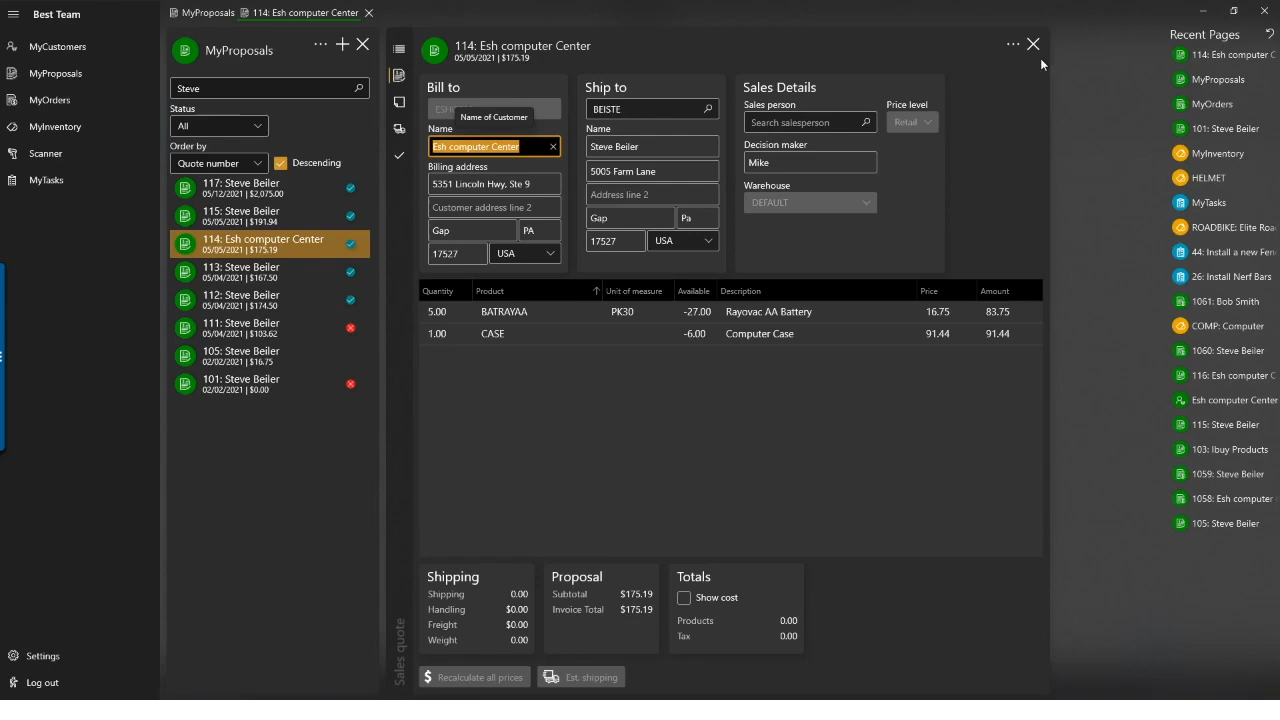 Best Team
MyCustomers
MyProposals
MyOrders
MyInventory
Scanner
MyTasks
Settings
Log out
MyProposals
114: Esh computer Center
MyProposals
Steve
Status
All
Order by
Quote number
Descending
117: Steve Beiler
05/12/2021 | $2,075.00
115: Steve Beiler
05/05/2021 | $191.94
114: Esh computer Center
05/05/2021 | $175.19
113: Steve Beiler
05/04/2021 | $167.50
112: Steve Beiler
05/04/2021 | $174.50
111: Steve Beiler
05/04/2021 | $103.62
105: Steve Beiler
02/02/2021 | $16.75
101: Steve Beiler
02/02/2021 | $0.00
114: Esh computer Center
05/05/2021 | $175.19
Bill to
Name of Customer
Name
Esh computer Center
Billing address
5351 Lincoln Hwy, Ste 9
Customer address line 2
Gap PA
17527 USA
Ship to
BEISTE
Name
Steve Beiler
5005 Farm Lane
Address line 2
Gap Pa
17527 USA
Sales Details
Sales person Price level
Search salesperson Retail
Decision maker
Mike
Warehouse
DEFAULT
Quantity Product Unit of measure Available Description Price Amount
5.00 BATRAYAA PK30 -27.00 Rayovac AA Battery 16.75 83.75
1.00 CASE -6.00 Computer Case 91.44 91.44
Sales quote
Shipping
Shipping 0.00
Handling $0.00
Freight $0.00
Weight 0.00
Proposal
Subtotal $175.19
Invoice Total $175.19
Totals
Show cost
Products 0.00
Tax 0.00
$ Recalculate all prices
Est. shipping
Recent Pages
114: Esh computer C
MyProposals
MyOrders
101: Steve Beiler
MyInventory
HELMET
MyTasks
ROADBIKE: Elite Roa
44: Install a new Fen
26: Install Nerf Bars
1061: Bob Smith
COMP: Computer
1060: Steve Beiler
116: Esh computer C
Esh computer Center
115: Steve Beiler
103: Ibuy Products
1059: Steve Beiler
1058: Esh computer
105: Steve Beiler